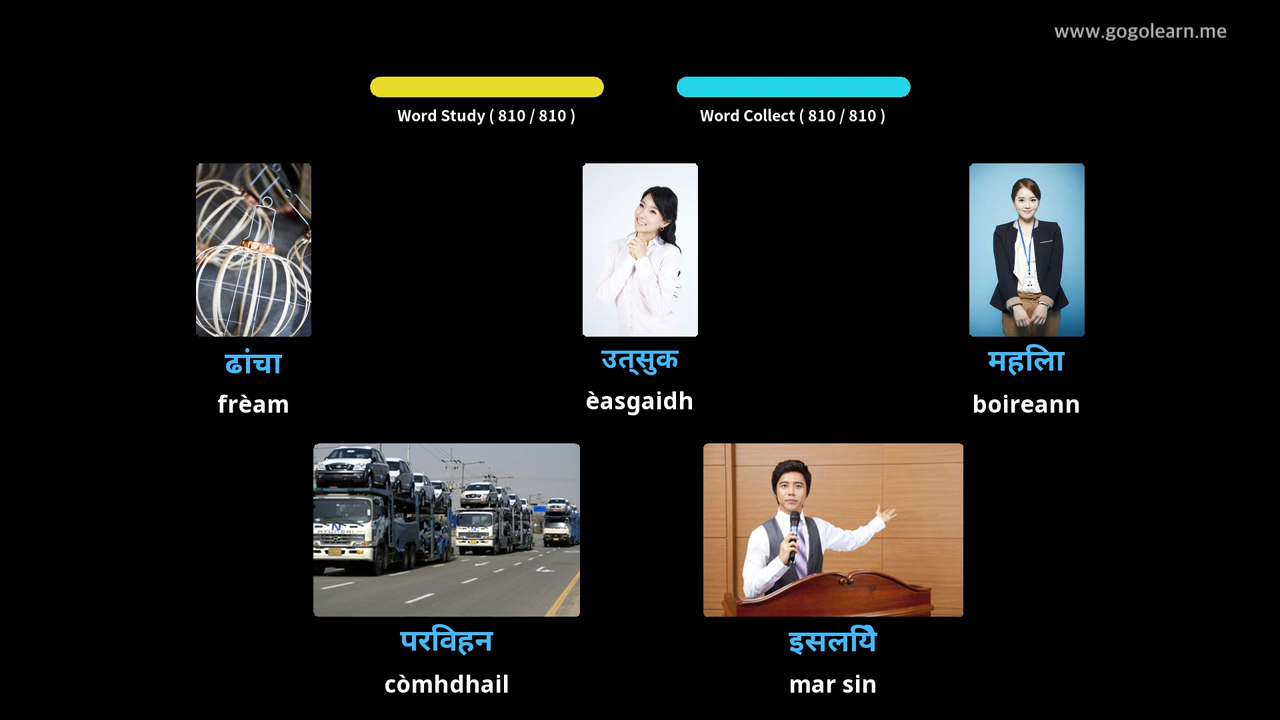 www.gogolearn.me
Word Study ( 810 / 810 )
Word Collect ( 810 / 810 )
ढांचा
उत्सुक
महलिा
frèam
èasgaidh
boireann
परविहन
इसलयिे
còmhdhail
mar sin